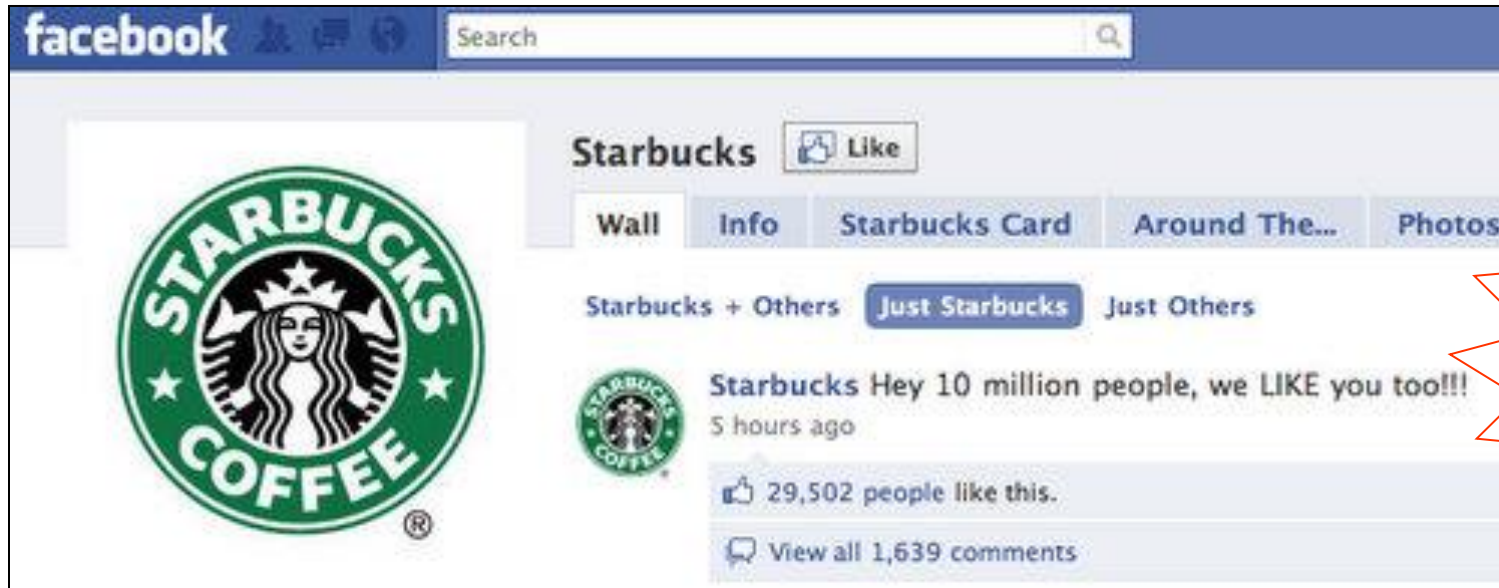 facebook
Search
STARBUCKS
COFFEE
®
Starbucks Like
Wall Info Starbucks Card Around The... Photos
Starbucks + Others Just Starbucks Just Others
STARBUCKS
COFFEE
Starbucks Hey 10 million people, we LIKE you too!!!
5 hours ago
29,502 people like this.
View all 1,639 comments